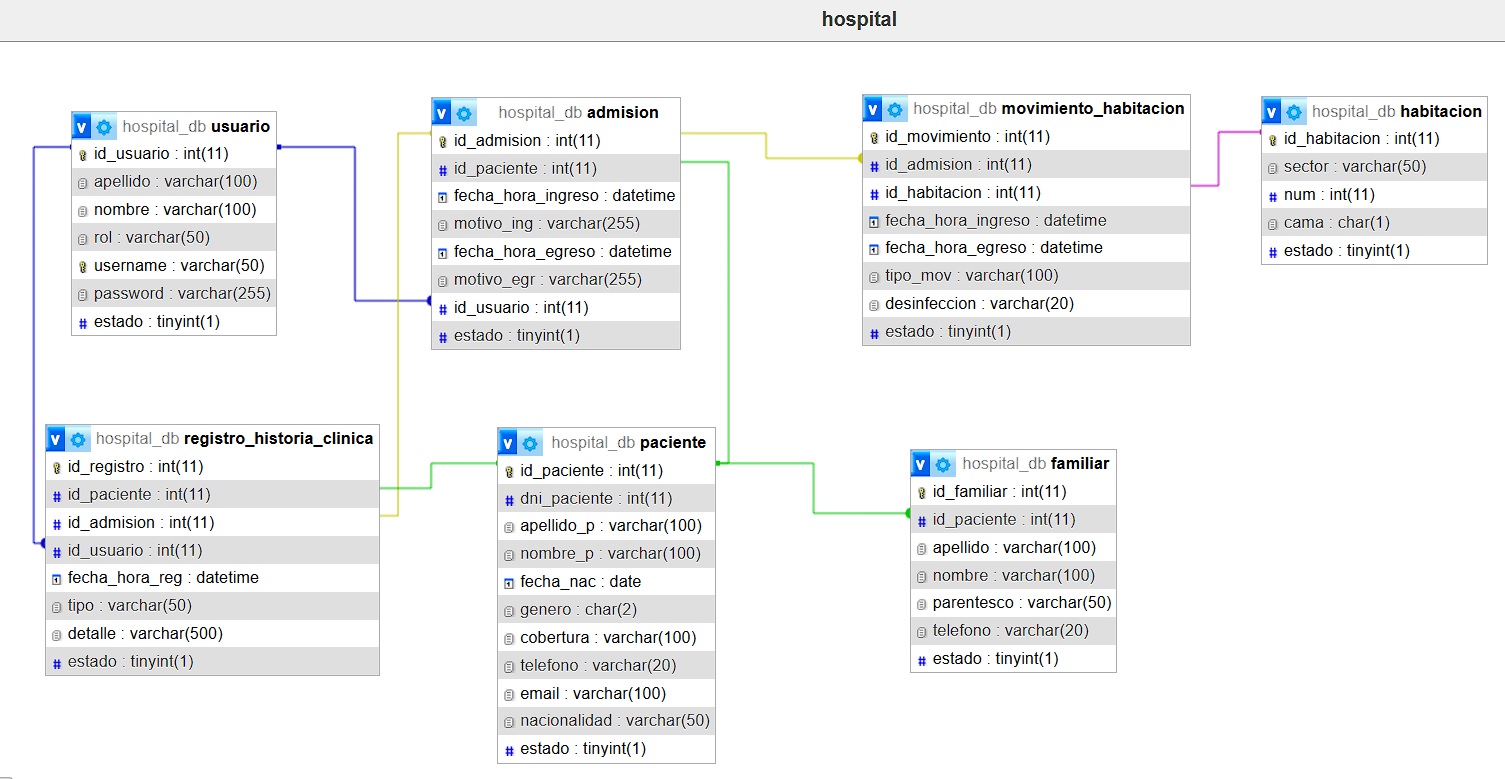 hospital
v hospital_db usuario
id_usuario : int(11)
apellido : varchar(100)
nombre : varchar(100)
rol : varchar(50)
# username : varchar(50)
password : varchar(255)
# estado : tinyint(1)
v hospital_db admision
id_admision : int(11)
# id_paciente : int(11)
fecha_hora_ingreso : datetime
motivo_ing : varchar(255)
fecha_hora_egreso : datetime
motivo_egr : varchar(255)
# id_usuario : int(11)
# estado : tinyint(1)
v hospital_db movimiento_habitacion
id_movimiento : int(11)
# id_admision : int(11)
# id_habitacion : int(11)
fecha_hora_ingreso : datetime
fecha_hora_egreso : datetime
tipo_mov : varchar(100)
desinfeccion : varchar(20)
# estado : tinyint(1)
v hospital_db habitacion
id_habitacion : int(11)
sector : varchar(50)
# num : int(11)
cama : char(1)
# estado : tinyint(1)
v hospital_db registro_historia_clinica
id_registro : int(11)
# id_paciente : int(11)
# id_admision : int(11)
# id_usuario : int(11)
fecha_hora_reg : datetime
tipo : varchar(50)
detalle : varchar(500)
# estado : tinyint(1)
v hospital_db paciente
id_paciente : int(11)
# dni_paciente : int(11)
apellido_p : varchar(100)
nombre_p : varchar(100)
fecha_nac : date
genero : char(2)
cobertura : varchar(100)
telefono : varchar(20)
email : varchar(100)
nacionalidad : varchar(50)
# estado : tinyint(1)
v hospital_db familiar
id_familiar : int(11)
# id_paciente : int(11)
apellido : varchar(100)
nombre : varchar(100)
parentesco : varchar(50)
telefono : varchar(20)
# estado : tinyint(1)